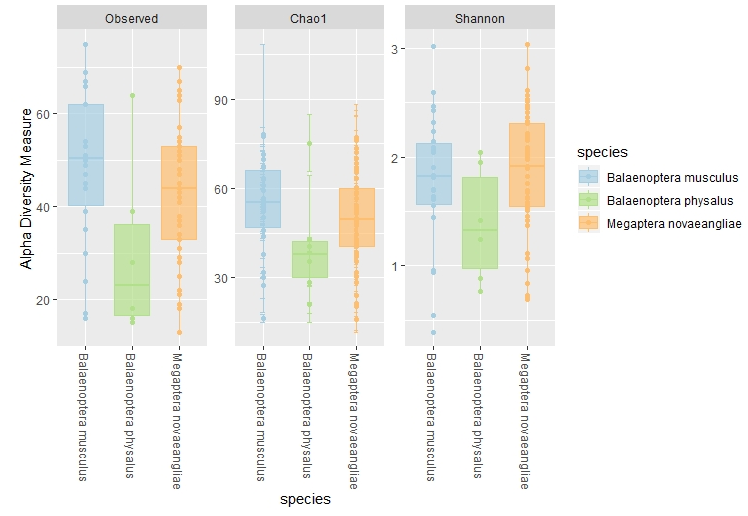 Observed
Chao1
Shannon
Alpha Diversity Measure
60
40
20
90
60
30
3
2
1
Balaenoptera musculus
Balaenoptera physalus
Megaptera novaeangliae
Balaenoptera musculus
Balaenoptera physalus
Megaptera novaeangliae
Balaenoptera musculus
Balaenoptera physalus
Megaptera novaeangliae
species
species
Balaenoptera musculus
Balaenoptera physalus
Megaptera novaeangliae